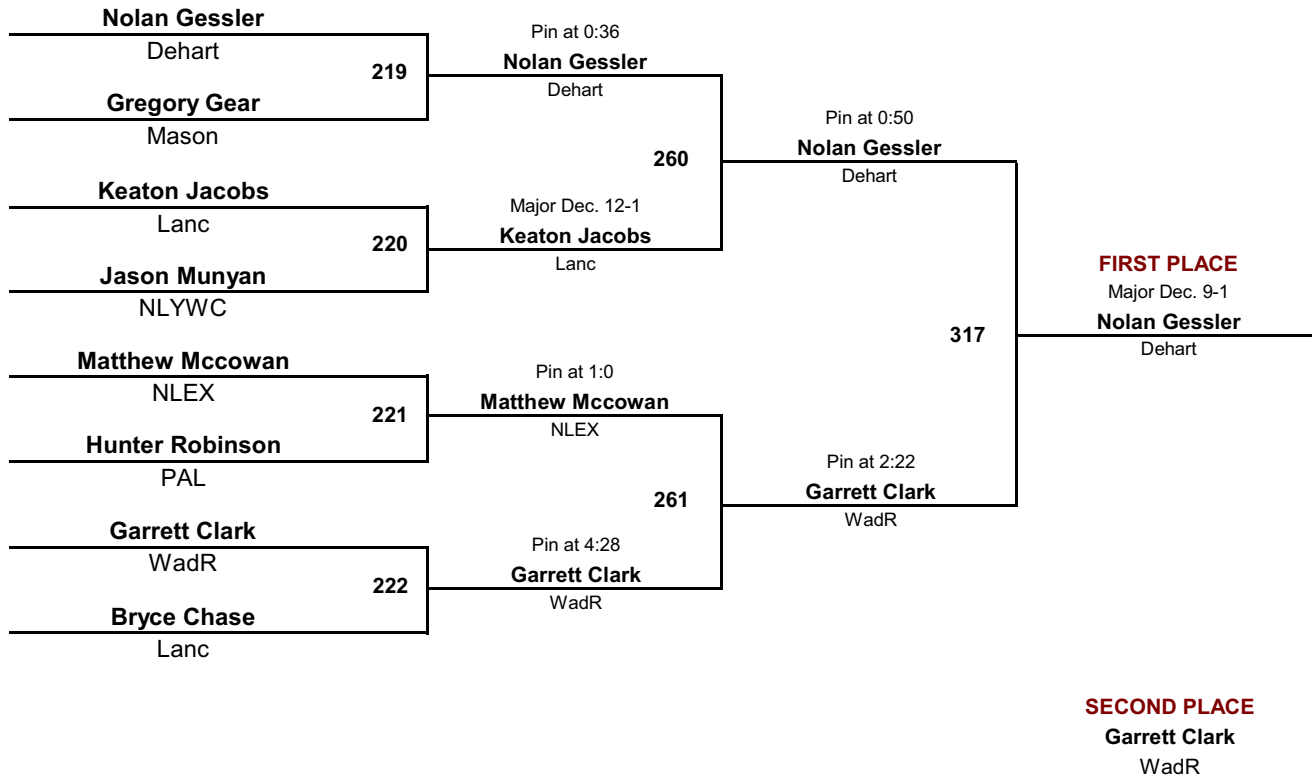 Nolan Gessler
Dehart
219
Gregory Gear
Mason
Keaton Jacobs
Lanc
220
Jason Munyan
NLYWC
Matthew Mccowan
NLEX
221
Hunter Robinson
PAL
Garrett Clark
WadR
222
Bryce Chase
Lanc
Pin at 0:36
Nolan Gessler
Dehart
260
Major Dec. 12-1
Keaton Jacobs
Lanc
Pin at 1:0
Matthew Mccowan
NLEX
261
Pin at 4:28
Garrett Clark
WadR
Pin at 0:50
Nolan Gessler
Dehart
317
Pin at 2:22
Garrett Clark
WadR
FIRST PLACE
Major Dec. 9-1
Nolan Gessler
Dehart
SECOND PLACE
Garrett Clark
WadR